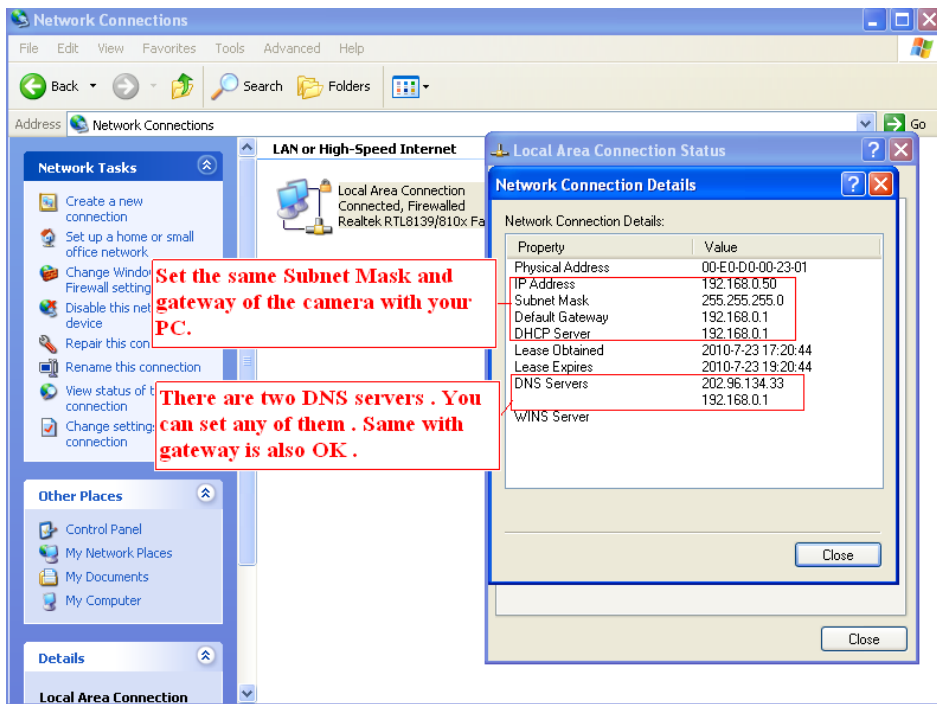 Network Connections
File Edit View Favorites Tools Advanced Help
Back Search Folders
Address Network Connections Go
Network Tasks
Create a new
connection
Set up a home or small
office network
Change Windo
Firewall setting
Disable this net
device
Repair this con
Rename this connection
View status of t
connection
Change setting
connection
Other Places
Control Panel
My Network Places
My Documents
My Computer
Details
Local Area Connection
LAN or High-Speed Internet
Local Area Connection
Connected, Firewalled
Realtek RTL8139/810x Fa
Set the same Subnet Mask and
gateway of the camera with your
PC.
There are two DNS servers . You
can set any of them . Same with
gateway is also OK .
Local Area Connection Status
Network Connection Details
Network Connection Details:
Property Value
Physical Address 00-E0-D0-00-23-01
IP Address 192.168.0.50
Subnet Mask 255.255.255.0
Default Gateway 192.168.0.1
DHCP Server 192.168.0.1
Lease Obtained 2010-7-23 17:20:44
Lease Expires 2010-7-23 19:20:44
DNS Servers 202.96.134.33
192.168.0.1
WINS Server
Close
Close